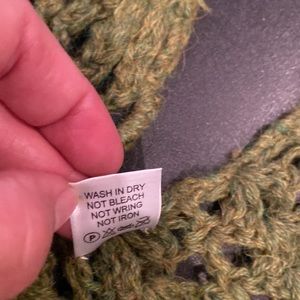 WASH IN DRY
NOT BLEACH
NOT WRING
NOT IRON
P